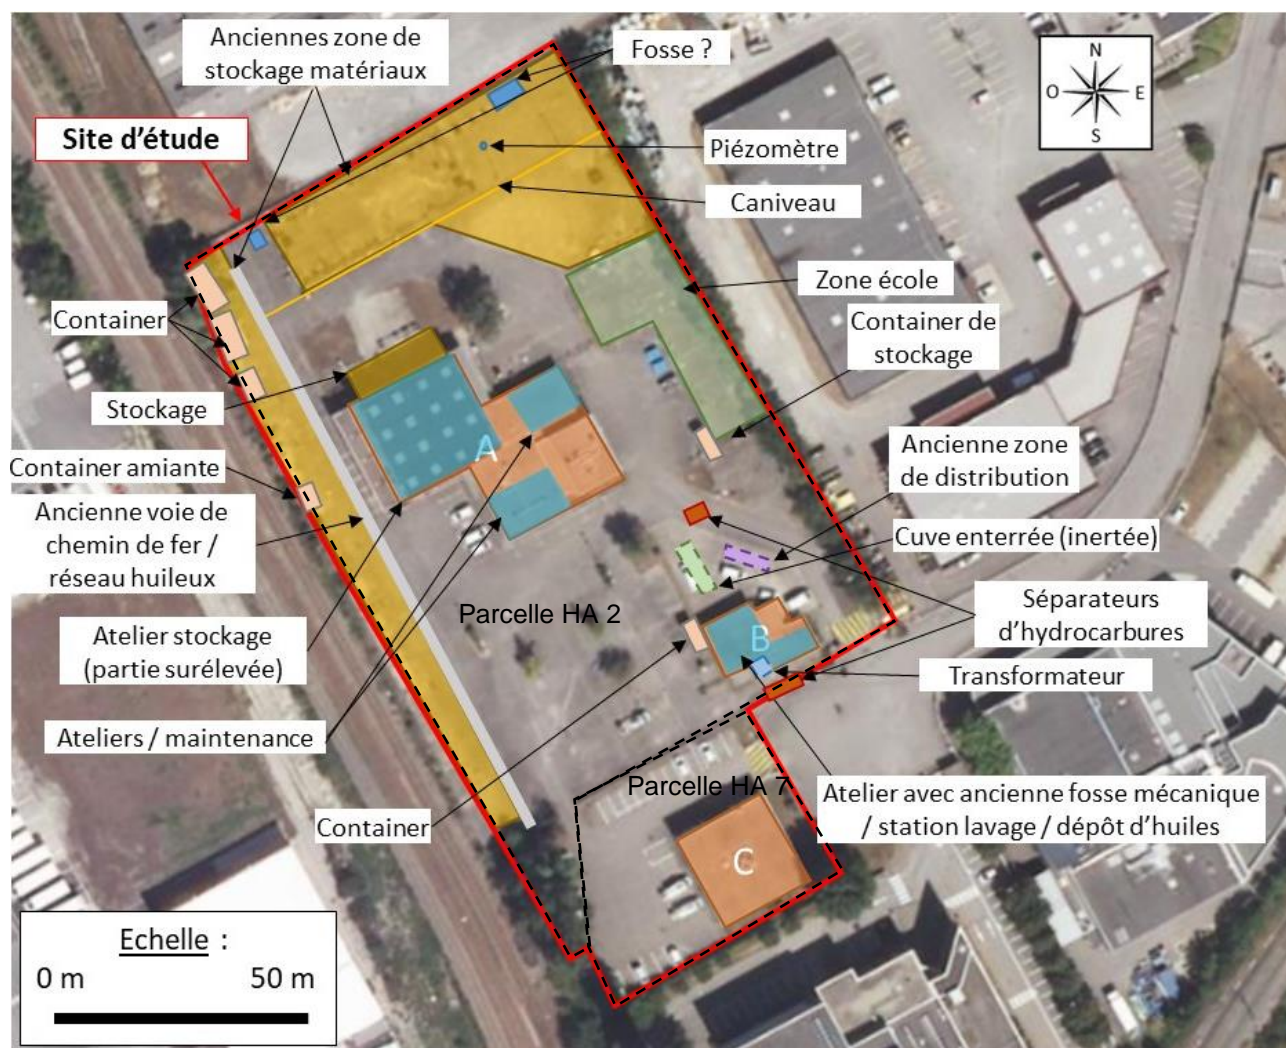 Anciennes zone de
stockage matériaux
Fosse ?
N
O
E
S
Site d'étude
Piézomètre
Caniveau
Zone école
Container
Container de
stockage
Stockage
A
Ancienne zone
de distribution
Container amiante
Ancienne voie de
chemin de fer /
réseau huileux
Cuve enterrée (inertée)
Parcelle HA 2
Séparateurs
d'hydrocarbures
B
Atelier stockage
(partie surélevée)
Transformateur
Ateliers / maintenance
Parcelle HA 7
Container
Atelier avec ancienne fosse mécanique
/ station lavage / dépôt d'huiles
C
Echelle :
0 m
50 m